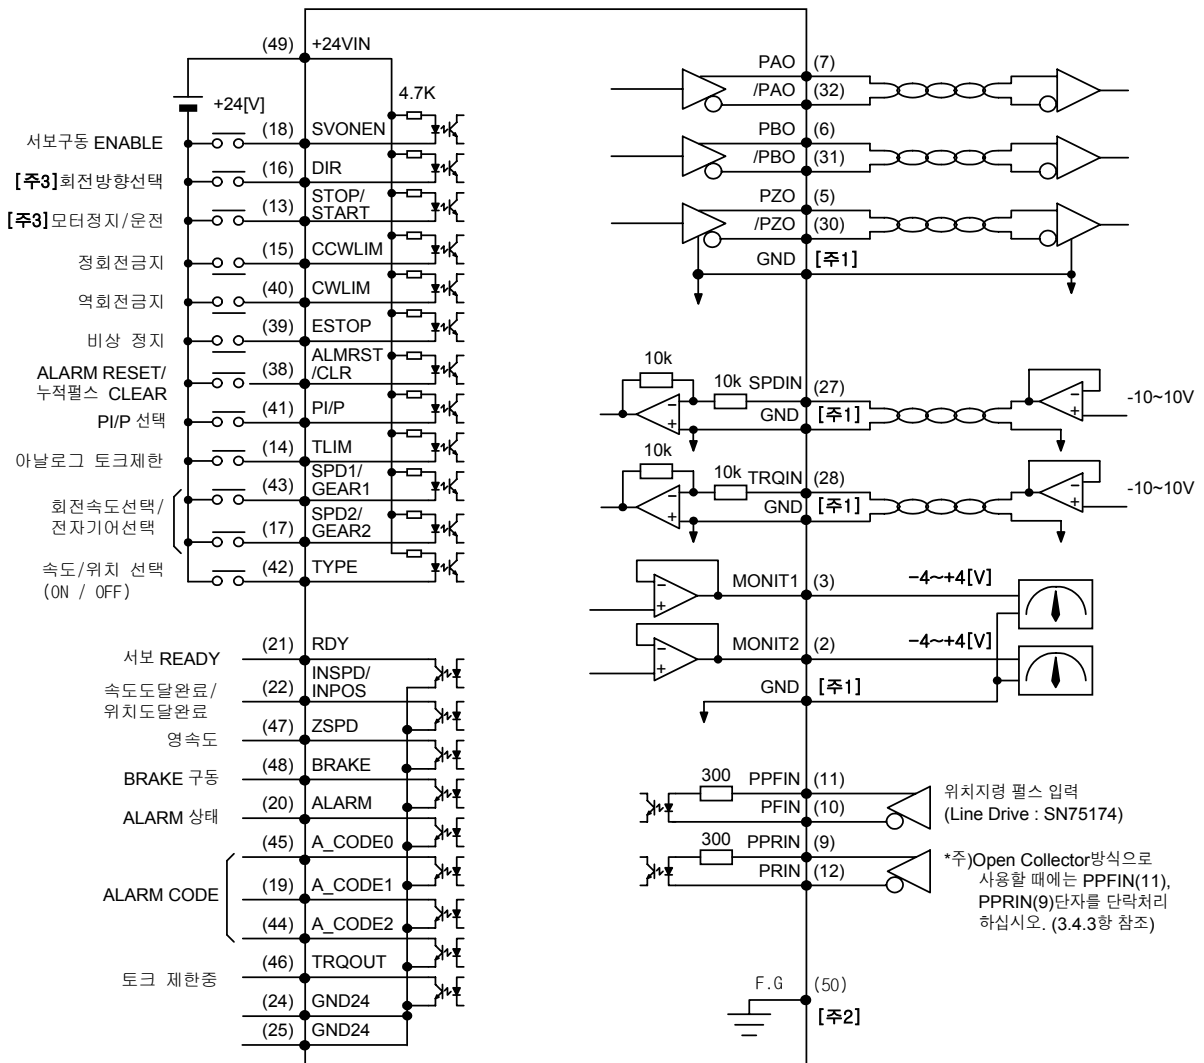 (49) +24VIN
+24[V]
4.7K
서보구동 ENABLE
(18) SVONEN
[주3]회전방향선택
(16) DIR
[주3]모터정지/운전
(13) STOP/
START
정회전금지
(15) CCWLIM
역회전금지
(40) CWLIM
비상 정지
(39) ESTOP
ALARM RESET/
누적펄스 CLEAR
(38) ALMRST
/CLR
PI/P 선택
(41) PI/P
아날로그 토크제한
(14) TLIM
회전속도선택/
전자기어선택
(43) SPD1/
GEAR1
(17) SPD2/
GEAR2
속도/위치 선택
(ON / OFF)
(42) TYPE
서보 READY
(21) RDY
속도도달완료/
위치도달완료
(22) INSPD/
INPOS
영속도
(47) ZSPD
BRAKE 구동
(48) BRAKE
ALARM 상태
(20) ALARM
ALARM CODE
(45) A_CODE0
(19) A_CODE1
(44) A_CODE2
토크 제한중
(46) TRQOUT
(24) GND24
(25) GND24
PAO (7)
/PAO (32)
PBO (6)
/PBO (31)
PZO (5)
/PZO (30)
GND [주1]
10k
10k SPDIN (27)
GND [주1]
-10~10V
10k
10k TRQIN (28)
GND [주1]
-10~10V
MONIT1 (3) -4~+4[V]
MONIT2 (2) -4~+4[V]
GND [주1]
300 PPFIN (11)
PFIN (10)
위치지령 펄스 입력
(Line Drive : SN75174)
300 PPRIN (9)
PRIN (12)
*주)Open Collector방식으로
사용할 때에는 PPFIN(11),
PPRIN(9)단자를 단락처리
하십시오. (3.4.3항 참조)
F.G (50)
[주2]